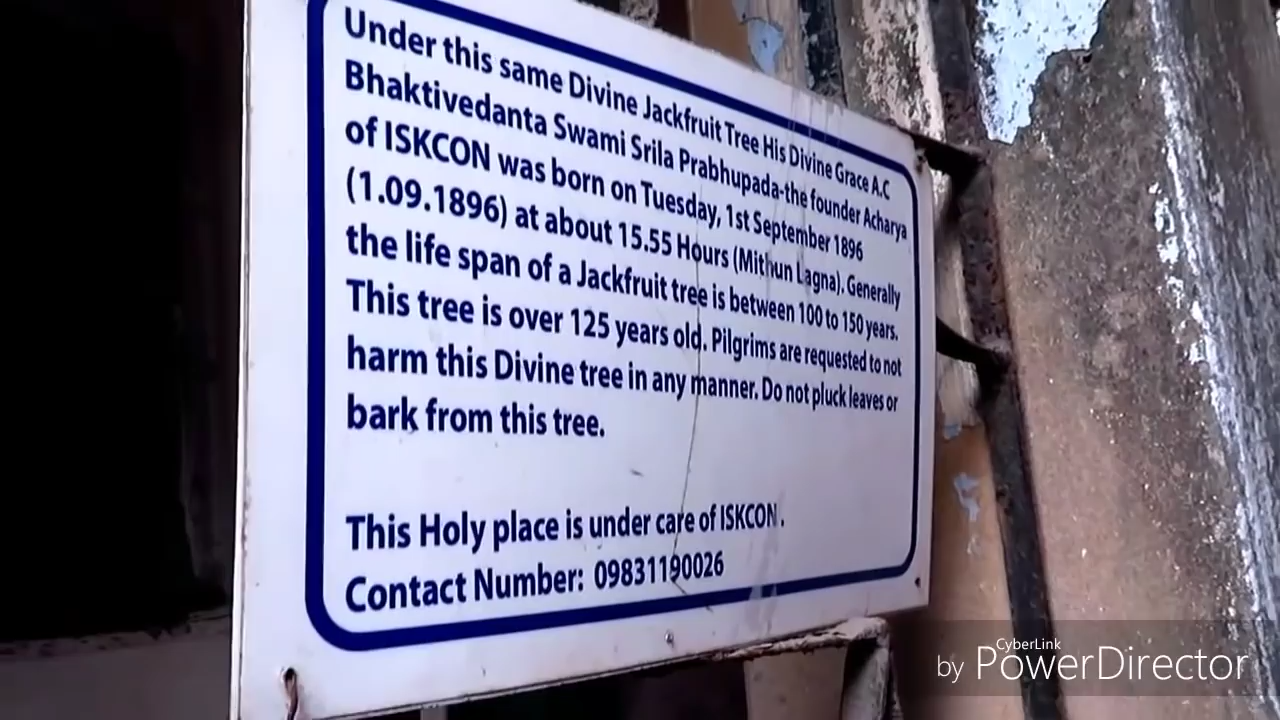 Under this same Divine Jackfruit Tree His Divine Grace A.C
Bhaktivedanta Swami Srila Prabhupada-the founder Acharya
of ISKCON was born on Tuesday, 1st September 1896
(1.09.1896) at about 15.55 Hours (Mithun Lagna). Generally
the life span of a Jackfruit tree is between 100 to 150 years.
This tree is over 125 years old. Pilgrims are requested to not
harm this Divine tree in any manner. Do not pluck leaves or
bark from this tree.
This Holy place is under care of ISKCON.
Contact Number: 09831190026
CyberLink
by PowerDirector